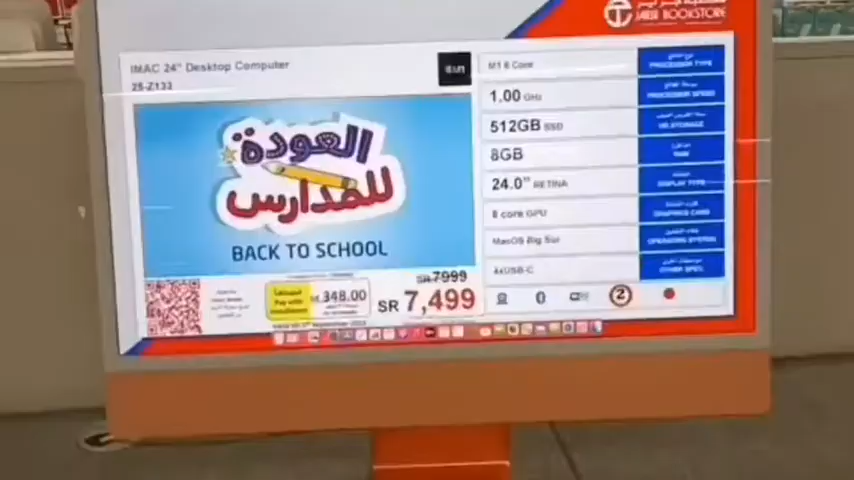 JARIR BOOKSTORE
IMAC 24" Desktop Computer
العودة
للمدارس
BACK TO SCHOOL
Pay with
348.00
SR 7999
SR 7,499
M1 8 Core
PROCESSOR TYPE
1.00 GHz
PROCESSOR SPEED
512GB SSD
HD STORAGE
8GB
RAM
24.0" RETINA
DISPLAY TYPE
8 core GPU
GRAPHICS CARD
MacOS Big Sur
OPERATING SYSTEM
4xUSB-C
OTHER SPEC.
0
2